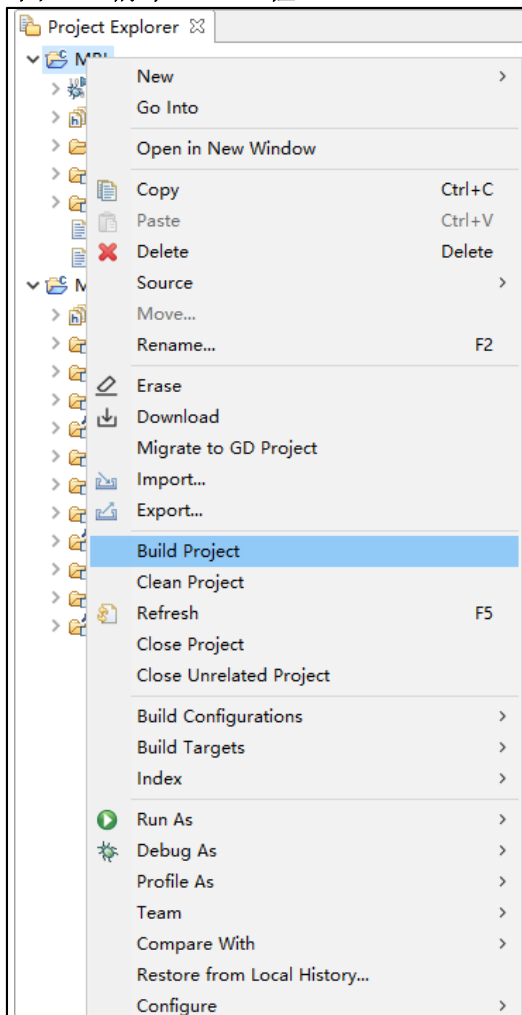 Project Explorer
New
Go Into
Open in New Window
Copy Ctrl+C
Paste Ctrl+V
Delete Delete
Source
Move...
Rename... F2
Erase
Download
Migrate to GD Project
Import...
Export...
Build Project
Clean Project
Refresh F5
Close Project
Close Unrelated Project
Build Configurations
Build Targets
Index
Run As
Debug As
Profile As
Team
Compare With
Restore from Local History...
Configure